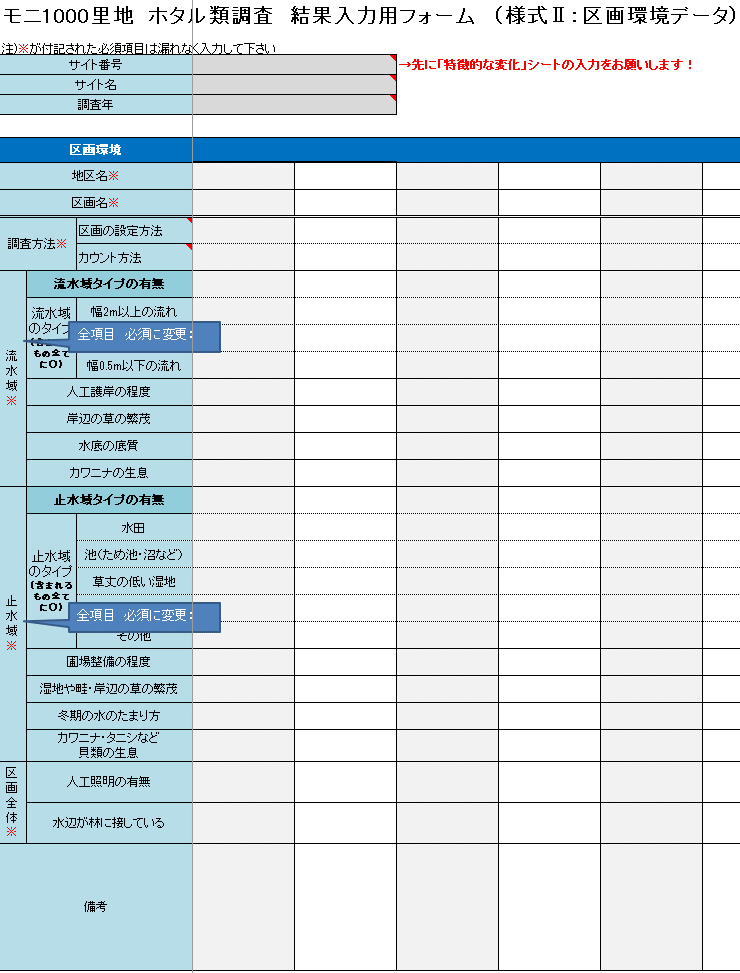 モニ1000里地 ホタル類調査 結果入力用フォーム (様式Ⅱ:区画環境データ)
注)※が付記された必須項目は漏れなく入力して下さい
サイト番号
→先に「特徴的な変化」シートの入力をお願いします!
サイト名
調査年
区画環境
地区名※
区画名※
調査方法※
区画の設定方法
カウント方法
流水域※
流水域タイプの有無
流水域
のタイプ
もの全て
に○)
幅2m以上の流れ
全項目 必須に変更:
幅0.5m以下の流れ
人工護岸の程度
岸辺の草の繁茂
水底の底質
カワニナの生息
止水域※
止水域タイプの有無
止水域
のタイプ
(含まれる
もの全て
に○)
水田
池(ため池・沼など)
草丈の低い湿地
全項目 必須に変更:
その他
圃場整備の程度
湿地や畦・岸辺の草の繁茂
冬期の水のたまり方
カワニナ・タニシなど
貝類の生息
区画全体※
人工照明の有無
水辺が林に接している
備考